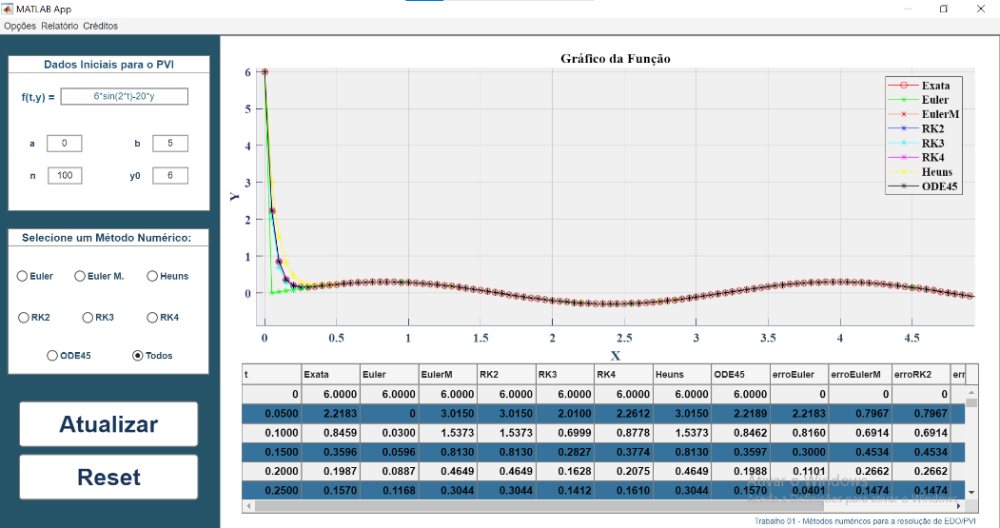 MATLAB App
Opções Relatório Créditos
Dados Iniciais para o PVI
f(t,y) = 6*sin(2*t)-20*y
a 0 b 5
n 100 y0 6
Selecione um Método Numérico:
Euler Euler M. Heuns
RK2 RK3 RK4
ODE45 Todos
Atualizar
Reset
Gráfico da Função
Y
6
5
4
3
2
1
0
0 0.5 1 1.5 2 2.5 3 3.5 4 4.5
X
Exata
Euler
EulerM
RK2
RK3
RK4
Heuns
ODE45
t Exata Euler EulerM RK2 RK3 RK4 Heuns ODE45 erroEuler erroEulerM erroRK2 err
0 6.0000 6.0000 6.0000 6.0000 6.0000 6.0000 6.0000 6.0000 0 0 0
0.0500 2.2183 0 3.0150 3.0150 2.0100 2.2612 3.0150 2.2189 2.2183 0.7967 0.7967
0.1000 0.8459 0.0300 1.5373 1.5373 0.6999 0.8778 1.5373 0.8462 0.8160 0.6914 0.6914
0.1500 0.3596 0.0596 0.8130 0.8130 0.2827 0.3774 0.8130 0.3597 0.3000 0.4534 0.4534
0.2000 0.1987 0.0887 0.4649 0.4649 0.1628 0.2075 0.4649 0.1988 0.1101 0.2662 0.2662
0.2500 0.1570 0.1168 0.3044 0.3044 0.1412 0.1610 0.3044 0.1570 0.0401 0.1474 0.1474
Ativar o Windows
Aceda a Definições para ativar o Windows.
Trabalho 01 - Métodos numéricos para a resolução de EDO/PVI